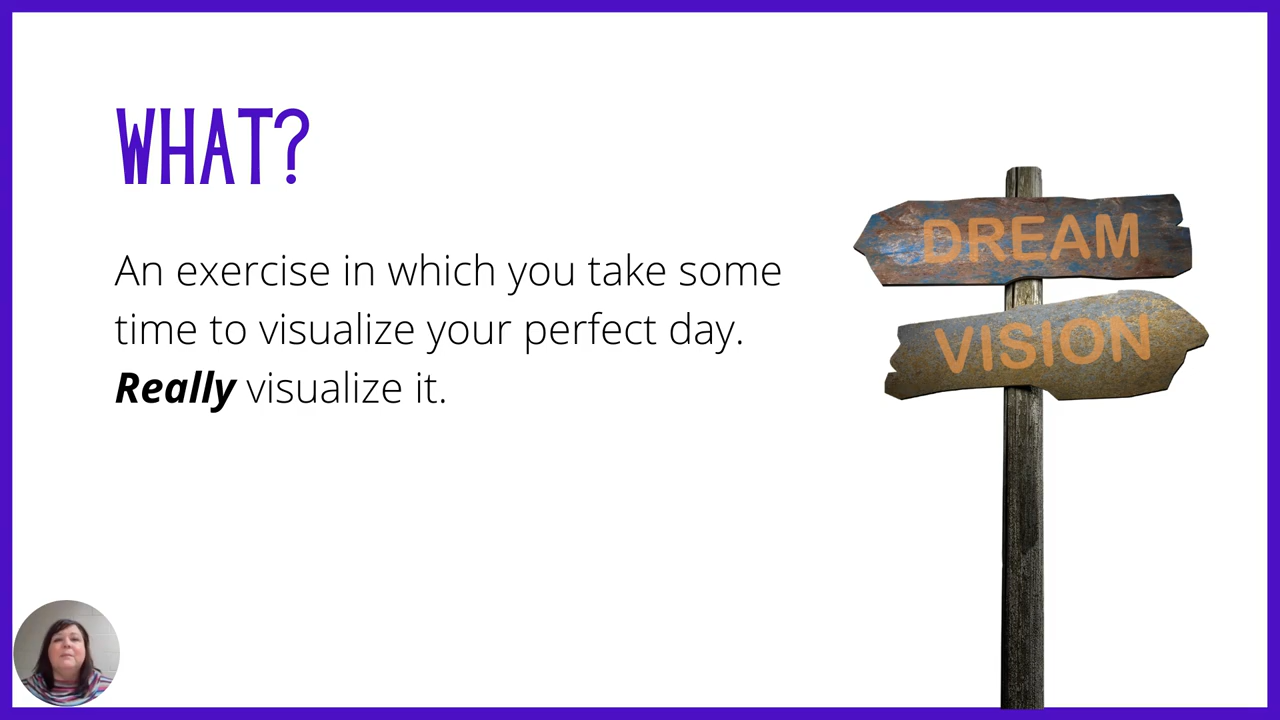 WHAT?
An exercise in which you take some
time to visualize your perfect day.
Really visualize it.
DREAM
VISION